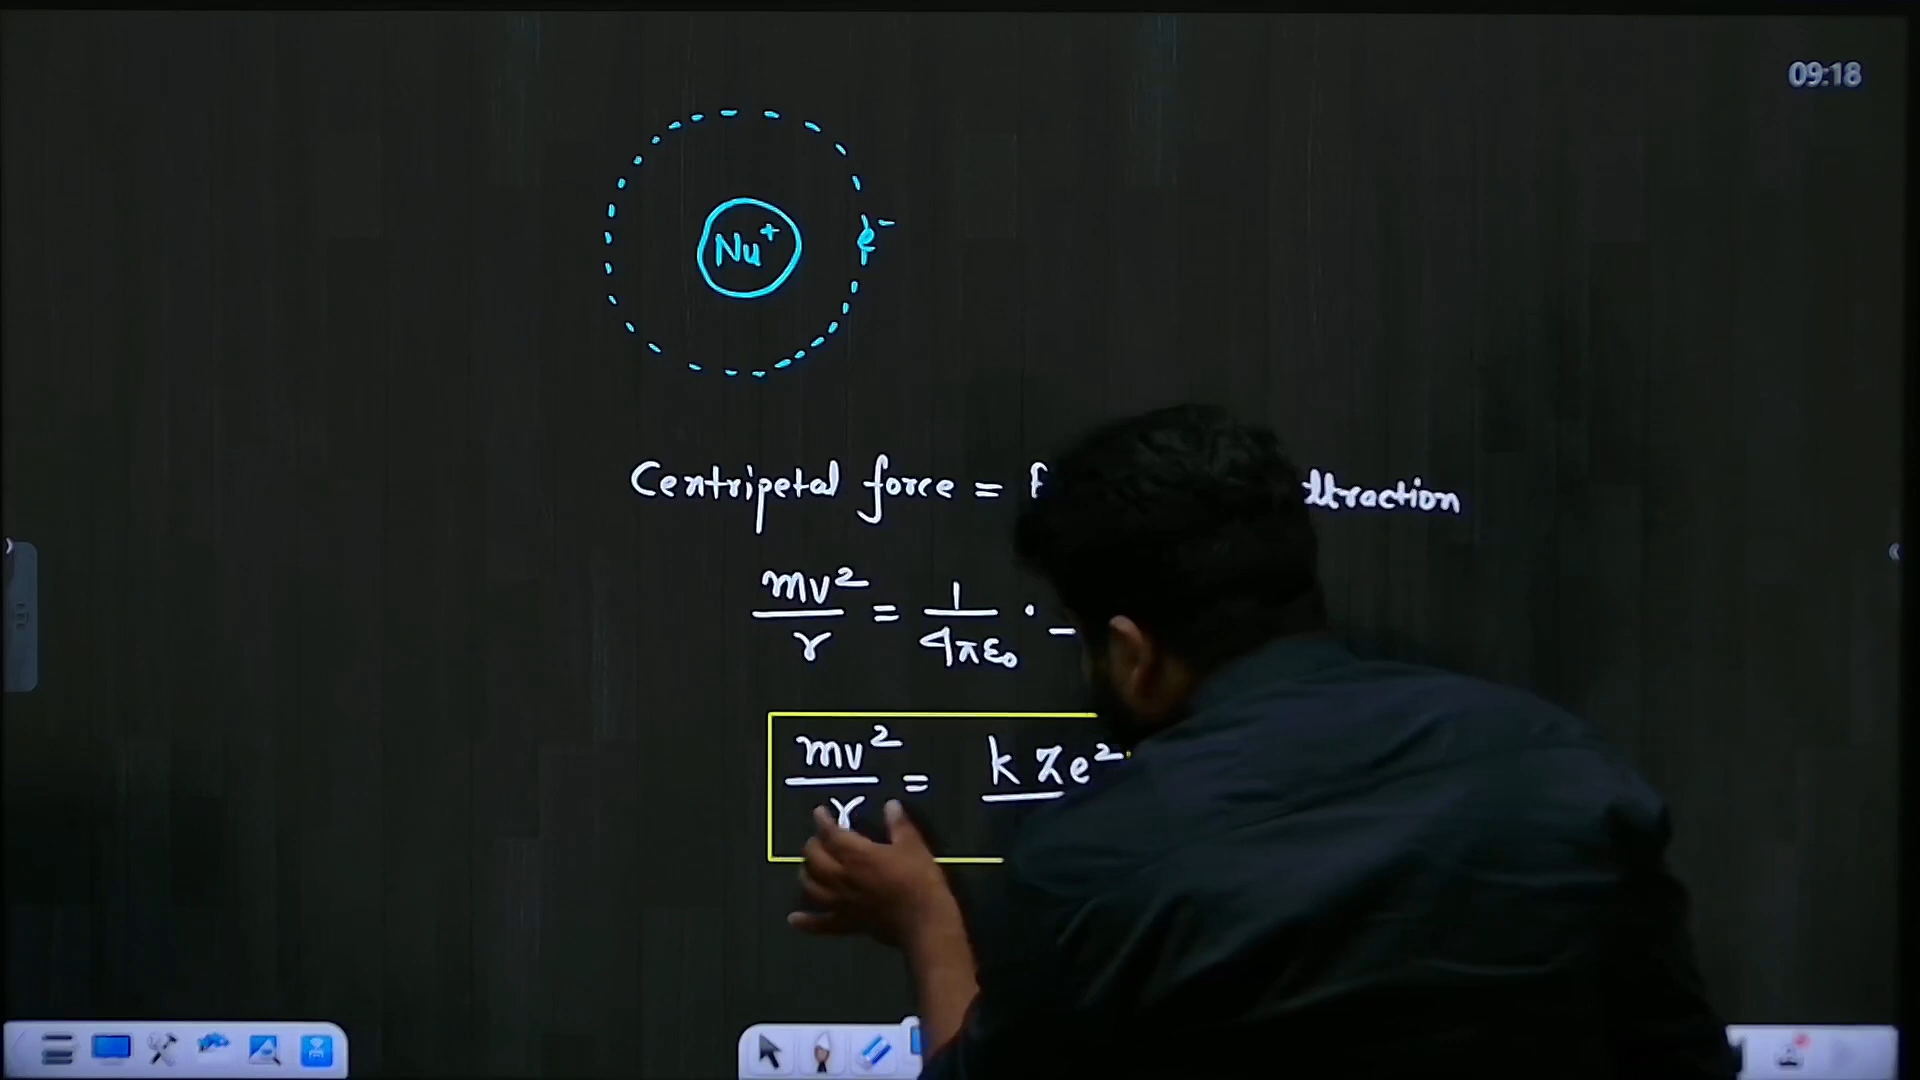 09:18
Nu⁺
e⁻
Centripetal force = ttraction
mv²/r = 1/4πε₀ ·
mv²/r = kze²